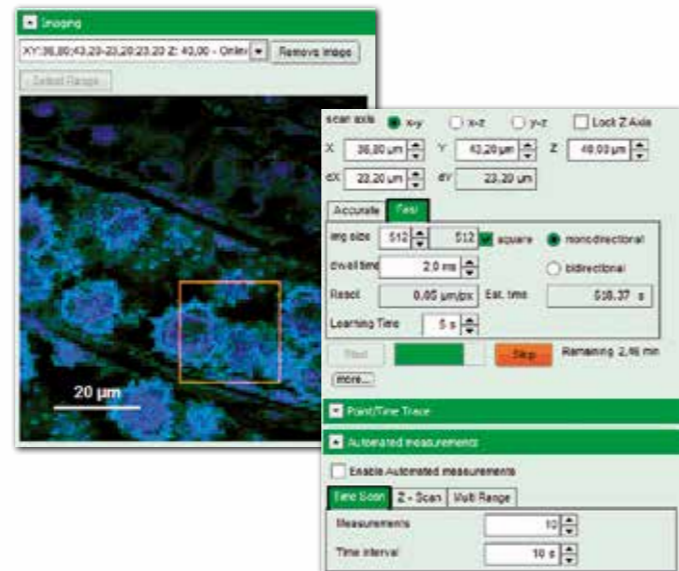 Imaging
XY:36,80;43,20-23,20;23,20 Z: 40,00 - Onlin
Remove Image
Select Range
20 µm
scan axis x-y x-z y-z Lock Z Axis
X 36,80 µm Y 43,20 µm Z 40,00 µm
dX 23,20 µm dY 23,20 µm
Accurate Fast
img size 512 512 square monodirectional
dwell time 2,0 ms bidirectional
Resol 0,05 µm/px Est. time 518,37 s
Learning Time 5 s
Start Stop Remaining 2,46 min
more...
Point/Time Trace
Automated measurements
Enable Automated measurements
Time Scan Z - Scan Multi Range
Measurements 10
Time interval 10 s